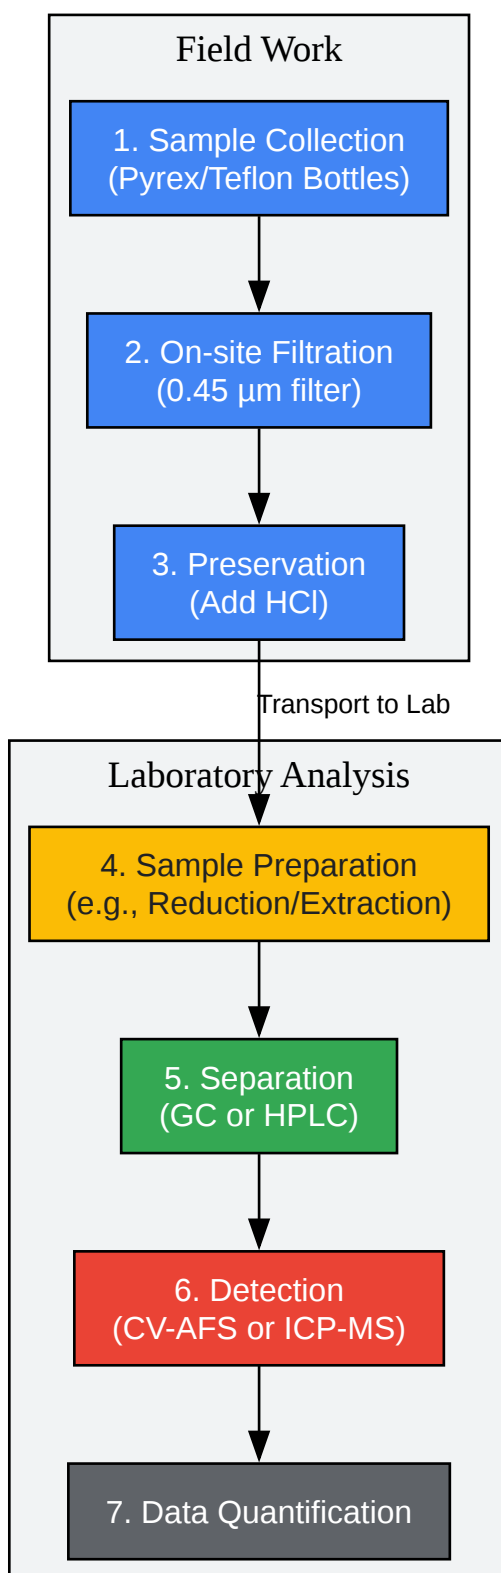 Field Work
1. Sample Collection
(Pyrex/Teflon Bottles)
2. On-site Filtration
(0.45 µm filter)
3. Preservation
(Add HCl)
Transport to Lab
Laboratory Analysis
4. Sample Preparation
(e.g., Reduction/Extraction)
5. Separation
(GC or HPLC)
6. Detection
(CV-AFS or ICP-MS)
7. Data Quantification